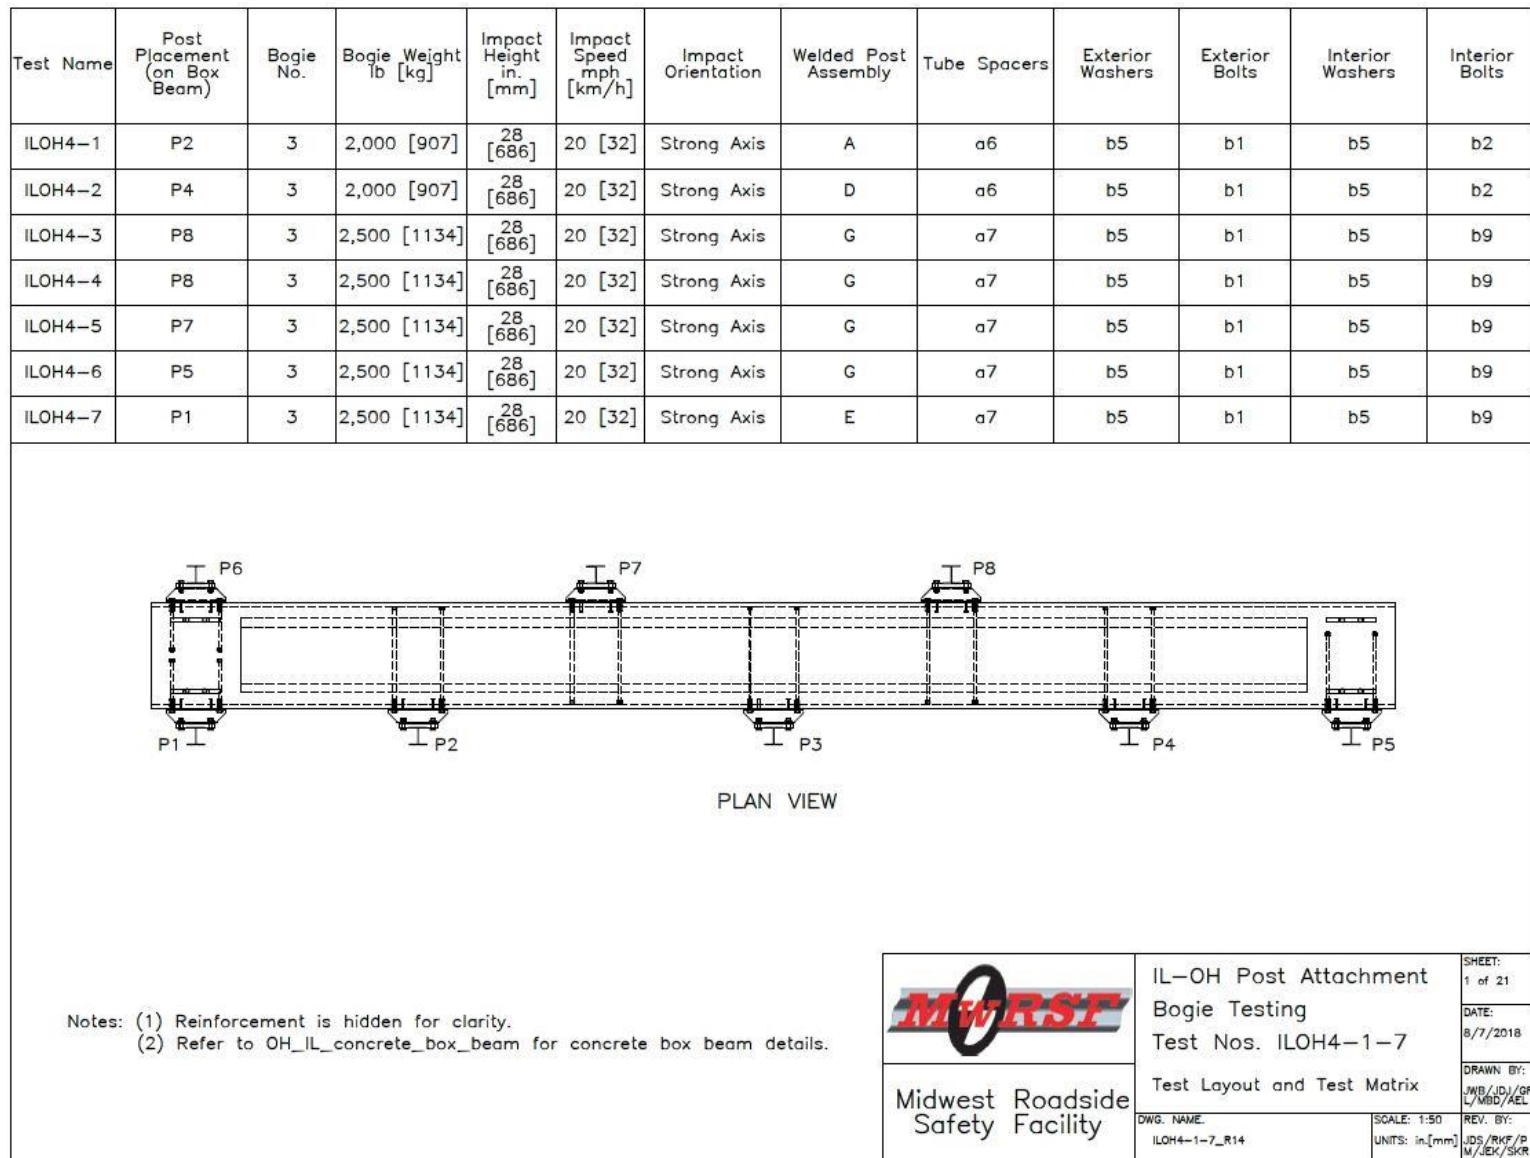 Test Name
Post
Placement
(on Box
Beam)
Bogie
No.
Bogie Weight
lb [kg]
Impact
Height
in.
[mm]
Impact
Speed
mph
[km/h]
Impact
Orientation
Welded Post
Assembly
Tube Spacers
Exterior
Washers
Exterior
Bolts
Interior
Washers
Interior
Bolts
ILOH4-1 P2 3 2,000 [907] 28 [686] 20 [32] Strong Axis A a6 b5 b1 b5 b2
ILOH4-2 P4 3 2,000 [907] 28 [686] 20 [32] Strong Axis D a6 b5 b1 b5 b2
ILOH4-3 P8 3 2,500 [1134] 28 [686] 20 [32] Strong Axis G a7 b5 b1 b5 b9
ILOH4-4 P8 3 2,500 [1134] 28 [686] 20 [32] Strong Axis G a7 b5 b1 b5 b9
ILOH4-5 P7 3 2,500 [1134] 28 [686] 20 [32] Strong Axis G a7 b5 b1 b5 b9
ILOH4-6 P5 3 2,500 [1134] 28 [686] 20 [32] Strong Axis G a7 b5 b1 b5 b9
ILOH4-7 P1 3 2,500 [1134] 28 [686] 20 [32] Strong Axis E a7 b5 b1 b5 b9
P6 P7 P8
P1 P2 P3 P4 P5
PLAN VIEW
Notes: (1) Reinforcement is hidden for clarity.
(2) Refer to OH_IL_concrete_box_beam for concrete box beam details.
MWRSF
Midwest Roadside
Safety Facility
IL-OH Post Attachment
Bogie Testing
Test Nos. ILOH4-1-7
Test Layout and Test Matrix
DWG. NAME.
ILOH4-1-7_R14
SCALE: 1:50
UNITS: in.[mm]
SHEET:
1 of 21
DATE:
8/7/2018
DRAWN BY:
JWB/JDJ/GR
L/MBD/AEL
REV. BY:
JDS/RKF/P
M/JEK/SKR